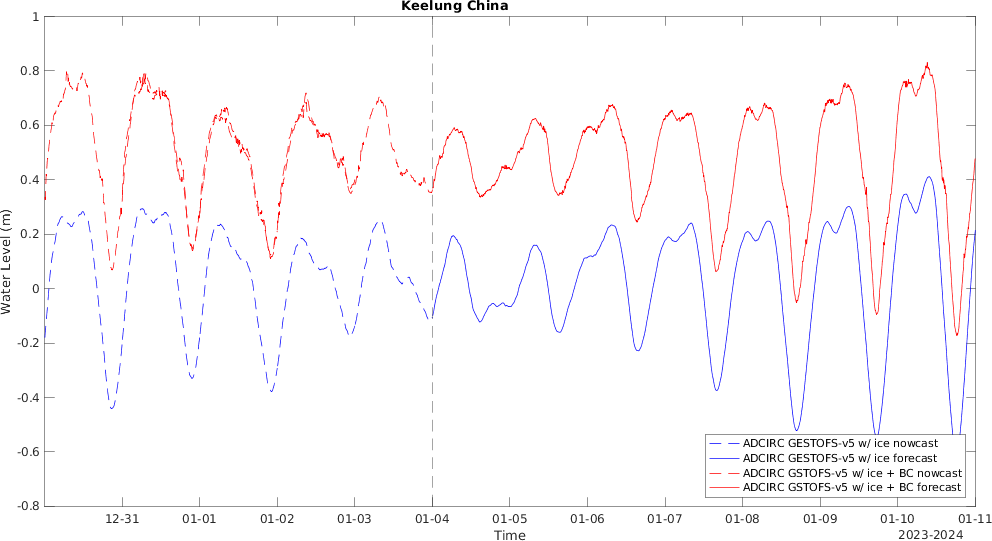 Keelung China
1
0.8
0.6
0.4
0.2
0
-0.2
-0.4
-0.6
-0.8
Water Level (m)
ADCIRC GESTOFS-v5 w/ ice nowcast
ADCIRC GESTOFS-v5 w/ ice forecast
ADCIRC GSTOFS-v5 w/ ice + BC nowcast
ADCIRC GSTOFS-v5 w/ ice + BC forecast
12-31 01-01 01-02 01-03 01-04 01-05 01-06 01-07 01-08 01-09 01-10 01-11
Time
2023-2024